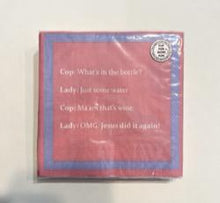 Cop: What's in the bottle?
Lady: Just some water
Cop: Ma'am that's wine
Lady: OMG, Jesus did it again!